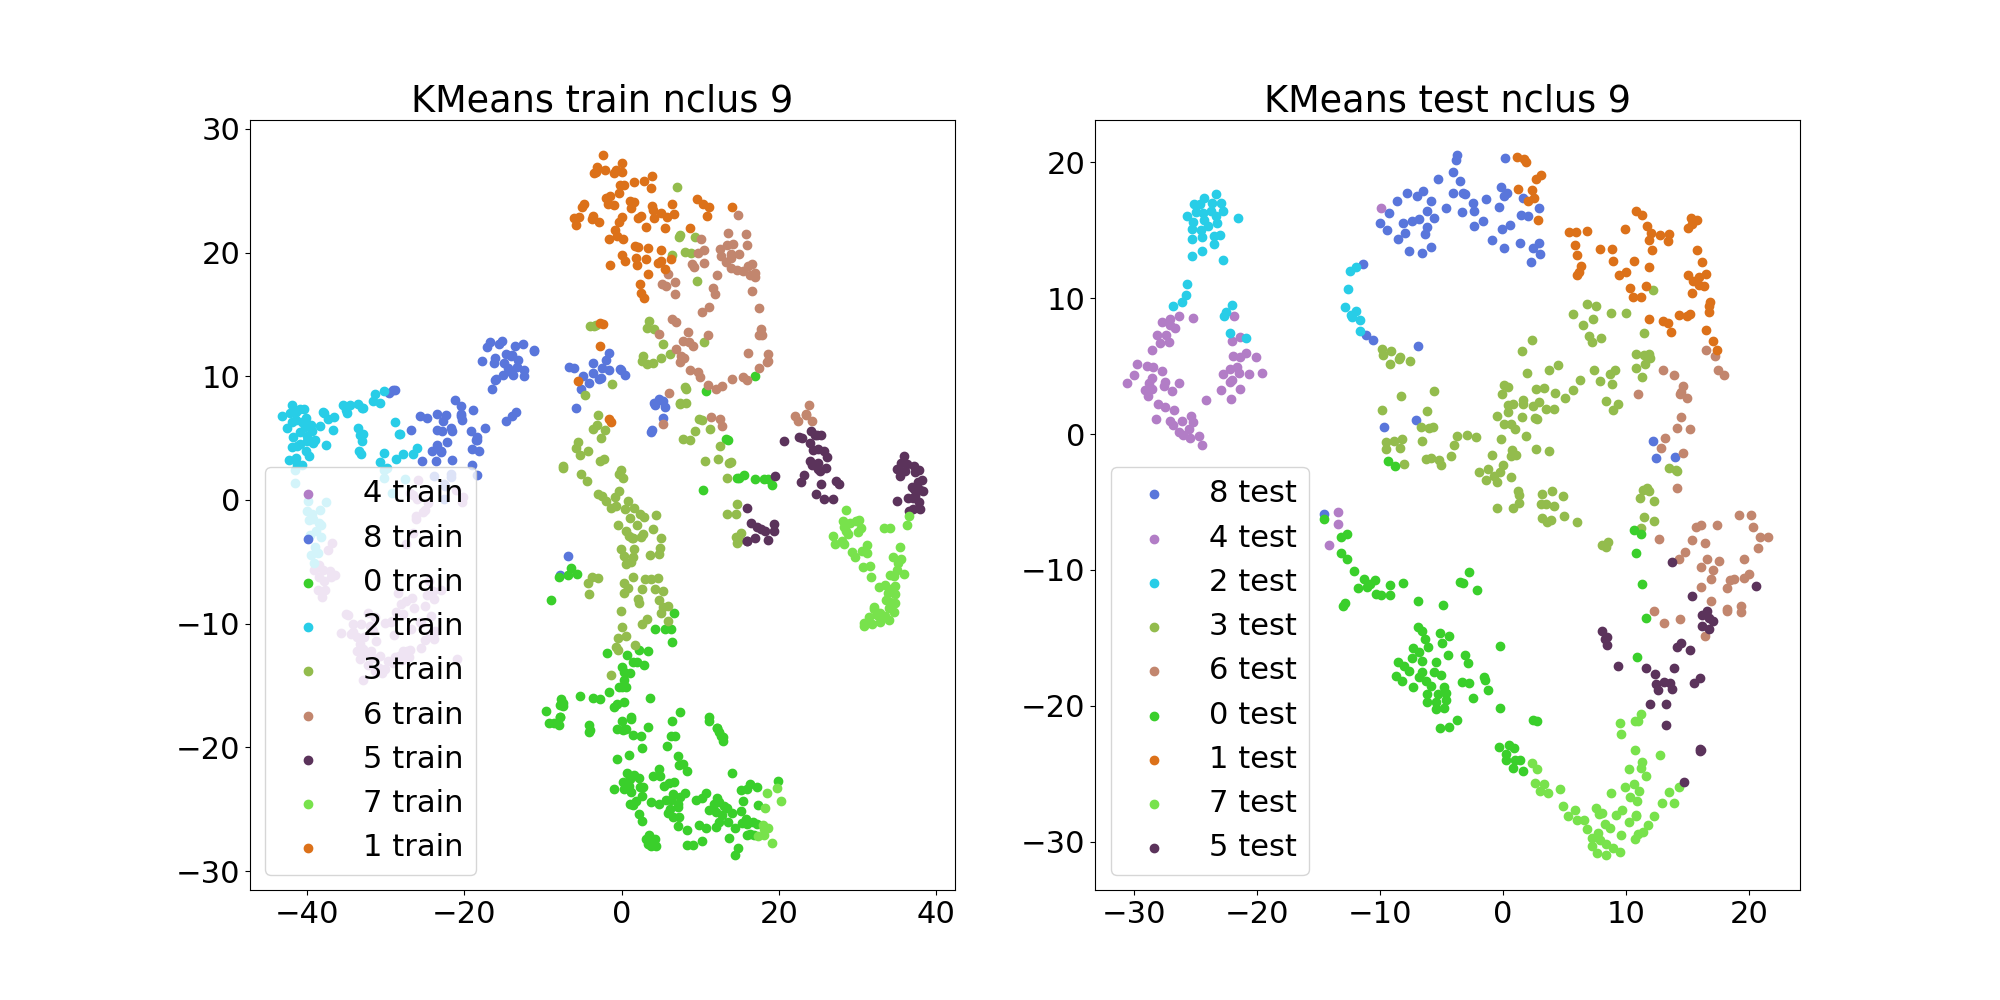 KMeans train nclus 9
30
20
10
0
−10
−20
−30
−40
−20
0
20
40
4 train
8 train
0 train
2 train
3 train
6 train
5 train
7 train
1 train
KMeans test nclus 9
20
10
0
−10
−20
−30
−30
−20
−10
0
10
20
8 test
4 test
2 test
3 test
6 test
0 test
1 test
7 test
5 test